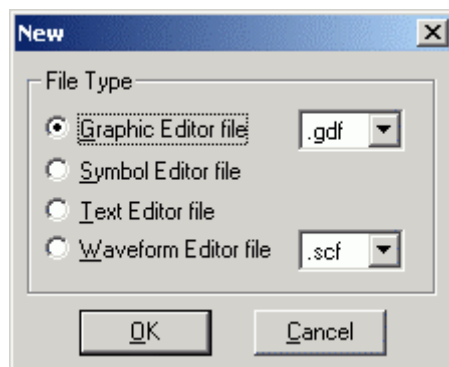 New
File Type
Graphic Editor file .gdf
Symbol Editor file
Text Editor file
Waveform Editor file .scf
OK Cancel